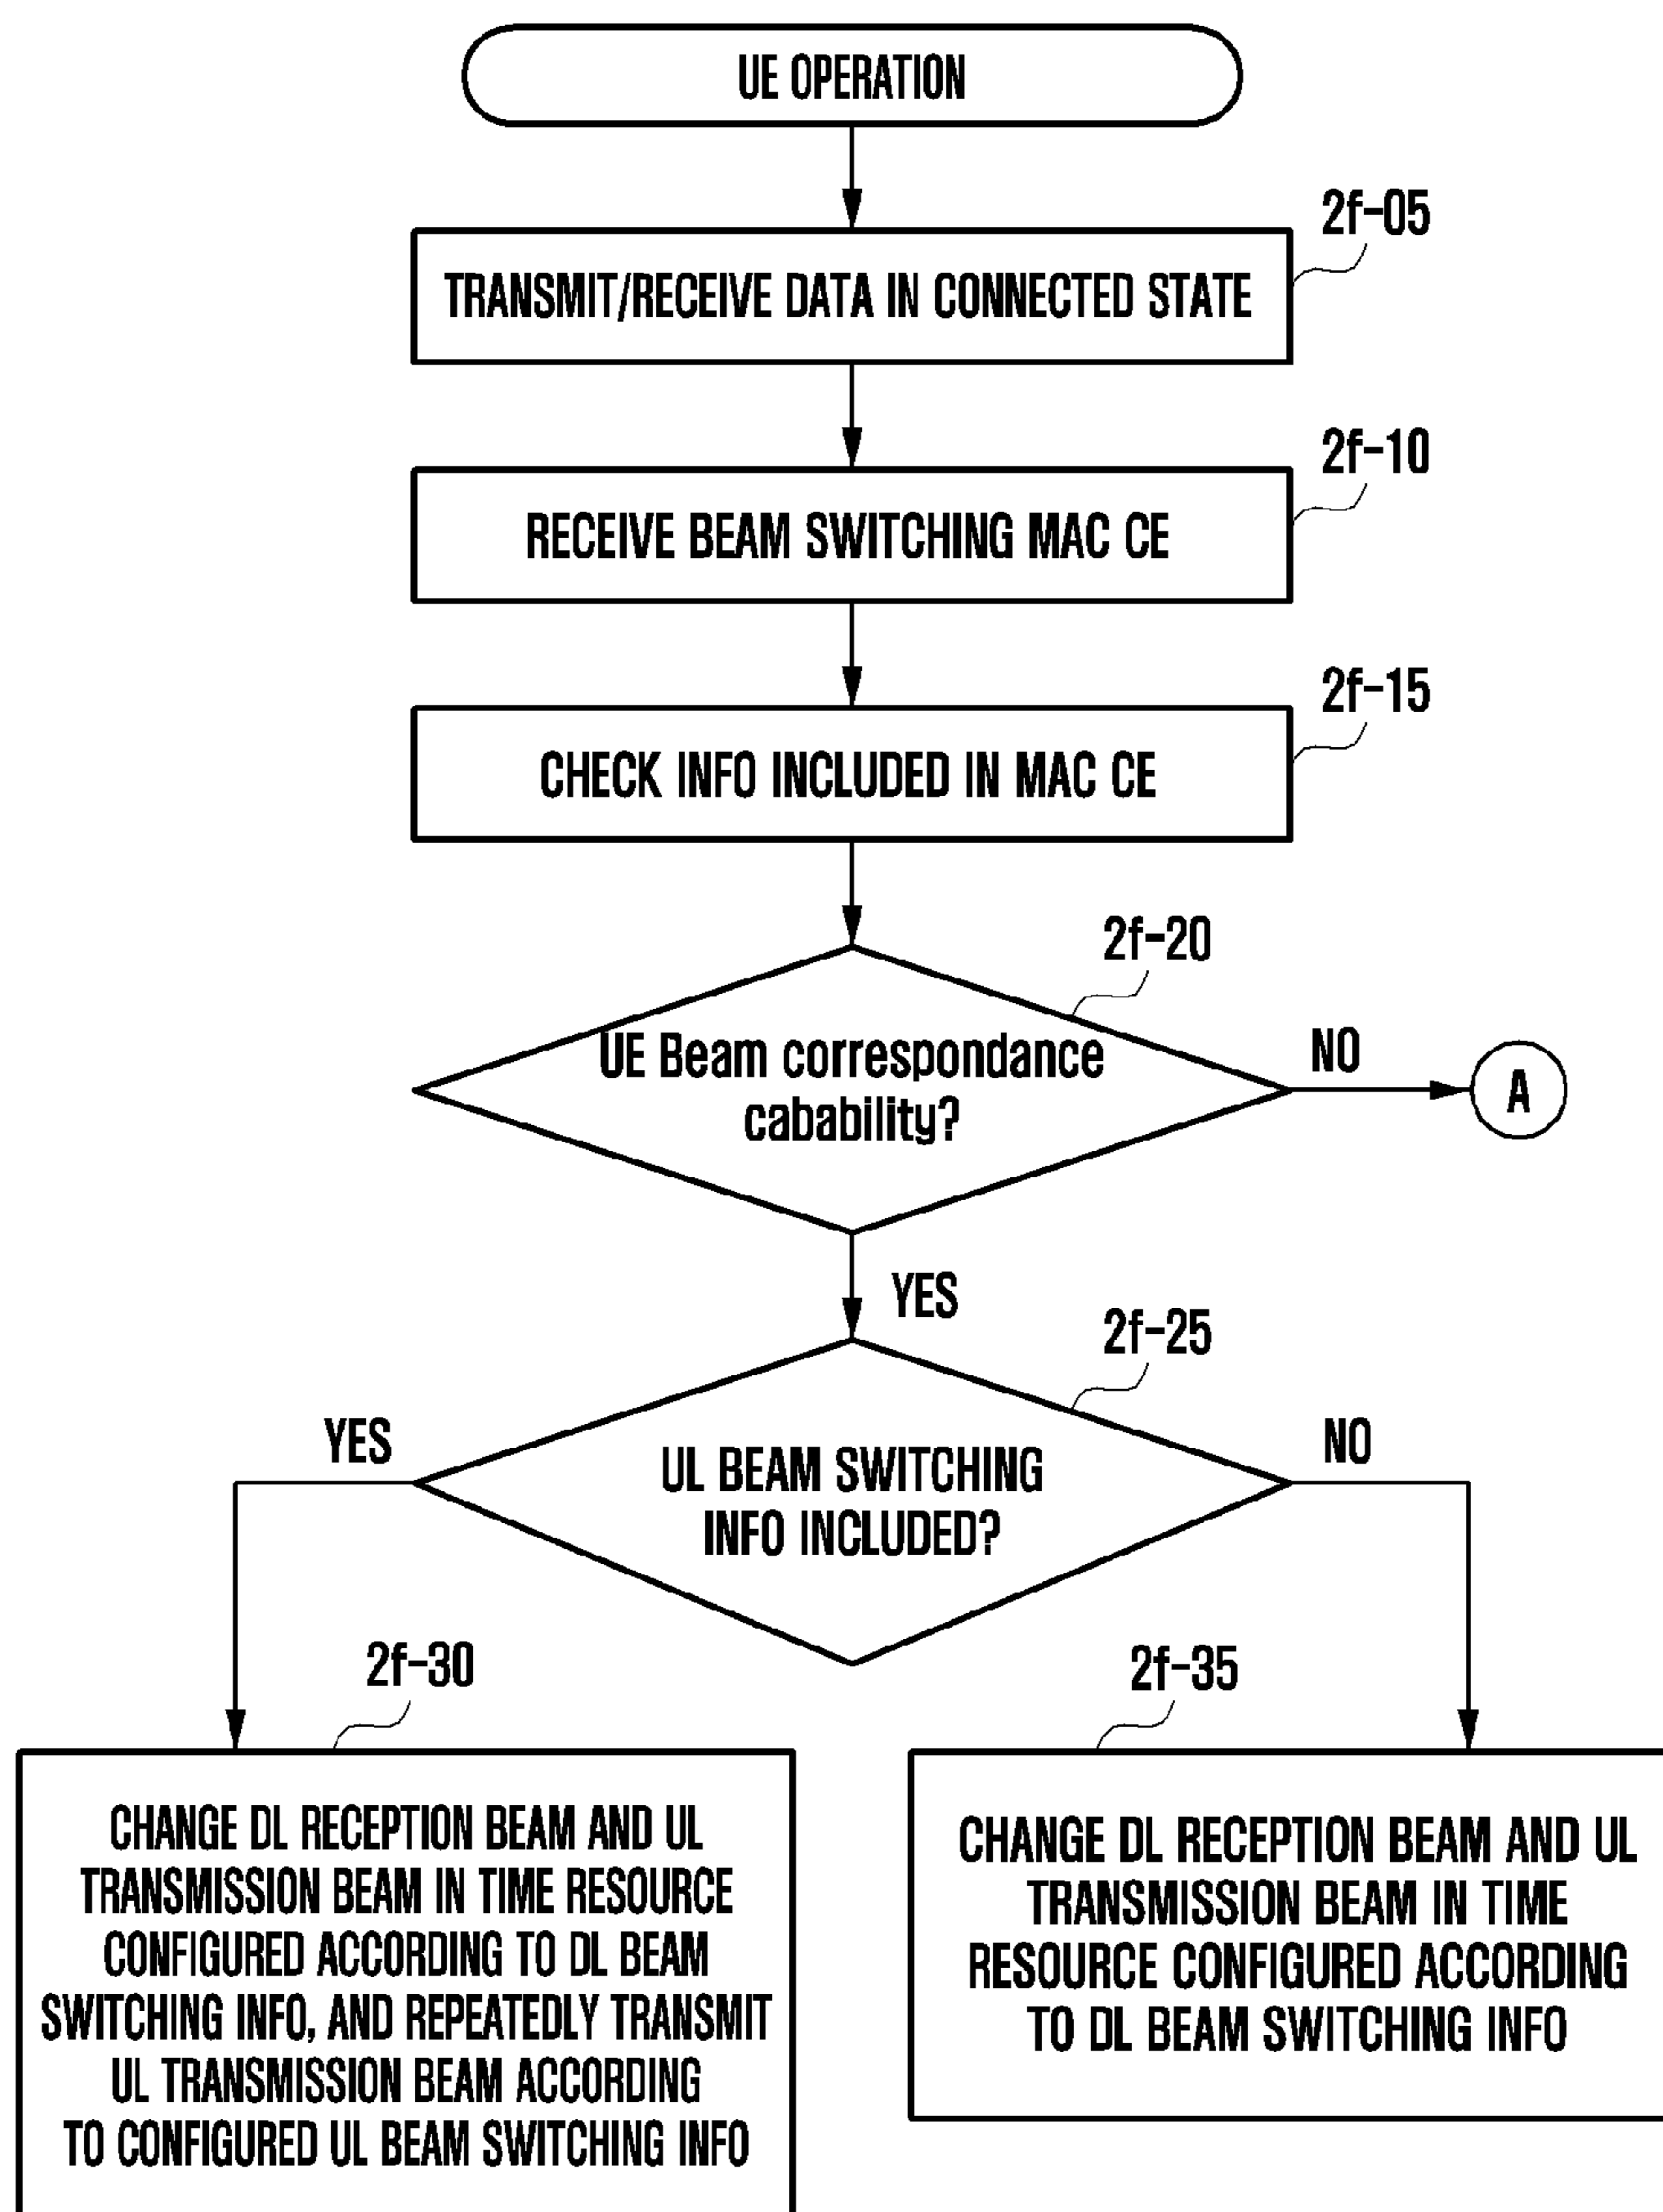 UE OPERATION
2f-05
TRANSMIT/RECEIVE DATA IN CONNECTED STATE
2f-10
RECEIVE BEAM SWITCHING MAC CE
2f-15
CHECK INFO INCLUDED IN MAC CE
2f-20
UE Beam correspondance
cabability?
NO
A
YES
2f-25
YES
UL BEAM SWITCHING
INFO INCLUDED?
NO
2f-30
CHANGE DL RECEPTION BEAM AND UL
TRANSMISSION BEAM IN TIME RESOURCE
CONFIGURED ACCORDING TO DL BEAM
SWITCHING INFO, AND REPEATEDLY TRANSMIT
UL TRANSMISSION BEAM ACCORDING
TO CONFIGURED UL BEAM SWITCHING INFO
2f-35
CHANGE DL RECEPTION BEAM AND UL
TRANSMISSION BEAM IN TIME
RESOURCE CONFIGURED ACCORDING
TO DL BEAM SWITCHING INFO